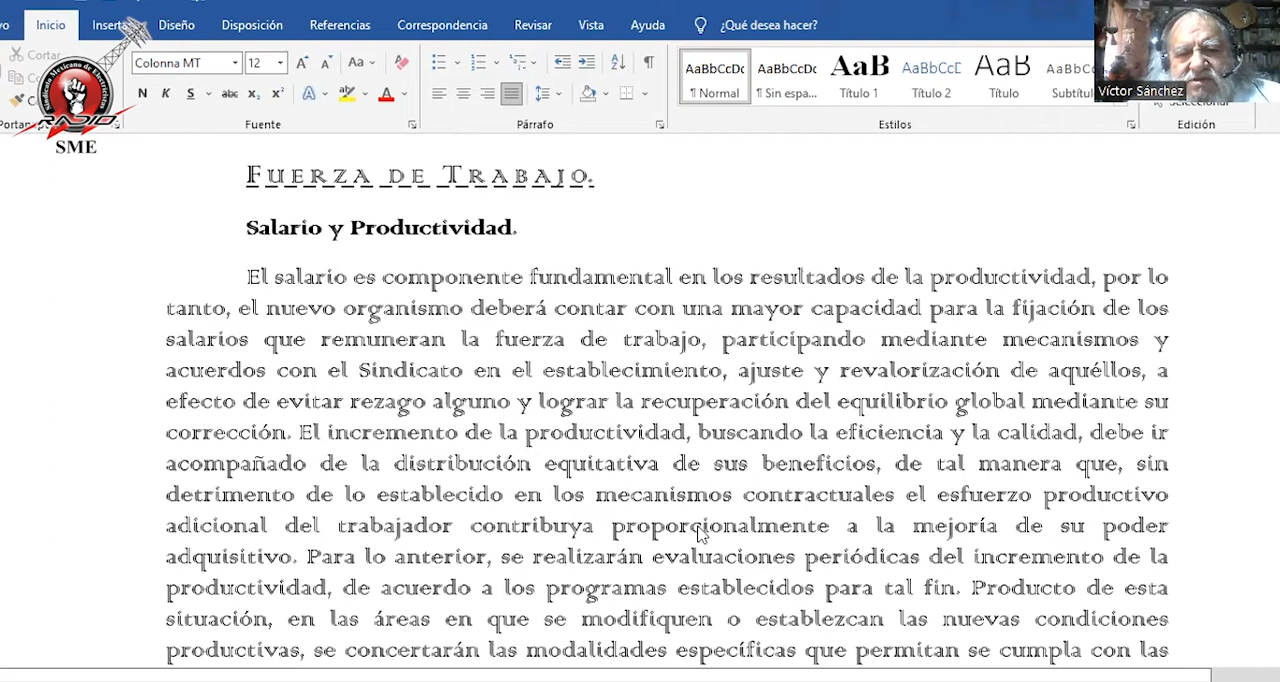 Inicio Diseño Disposición Referencias Correspondencia Revisar Vista Ayuda ¿Qué desea hacer?
Víctor Sánchez
Colonna MT 12 Aa
N K S abc x₂ x² A A
AaBbCcDc AaBbCcDc AaB AaBbCcD AaB AaBbCcD
¶ Normal ¶ Sin espa... Título 1 Título 2 Título Subtítul
Fuente Párrafo Estilos Edición
RADIO
SME
FUERZA DE TRABAJO.
Salario y Productividad.
El salario es componente fundamental en los resultados de la productividad, por lo
tanto, el nuevo organismo deberá contar con una mayor capacidad para la fijación de los
salarios que remuneran la fuerza de trabajo, participando mediante mecanismos y
acuerdos con el Sindicato en el establecimiento, ajuste y revalorización de aquéllos, a
efecto de evitar rezago alguno y lograr la recuperación del equilibrio global mediante su
corrección. El incremento de la productividad, buscando la eficiencia y la calidad, debe ir
acompañado de la distribución equitativa de sus beneficios, de tal manera que, sin
detrimento de lo establecido en los mecanismos contractuales el esfuerzo productivo
adicional del trabajador contribuya proporcionalmente a la mejoría de su poder
adquisitivo. Para lo anterior, se realizarán evaluaciones periódicas del incremento de la
productividad, de acuerdo a los programas establecidos para tal fin. Producto de esta
situación, en las áreas en que se modifiquen o establezcan las nuevas condiciones
productivas, se concertarán las modalidades específicas que permitan se cumpla con las